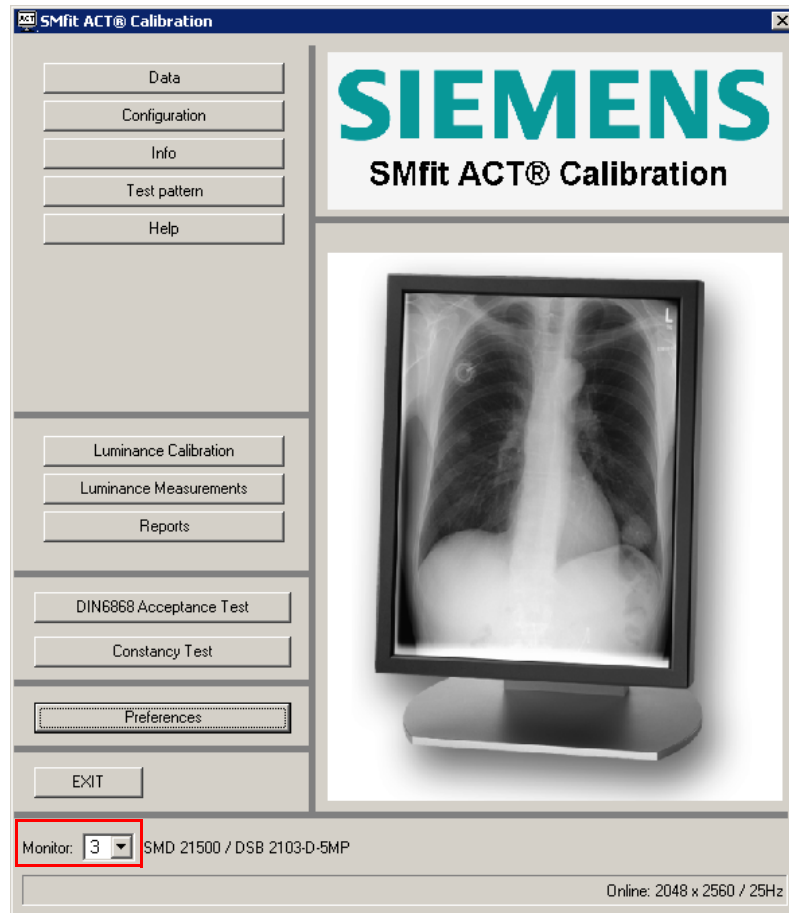 SMfit ACT® Calibration
Data
Configuration
Info
Test pattern
Help
SIEMENS
SMfit ACT® Calibration
L
Luminance Calibration
Luminance Measurements
Reports
DIN6868 Acceptance Test
Constancy Test
Preferences
EXIT
Monitor: 3 SMD 21500 / DSB 2103-D-5MP
Online: 2048 x 2560 / 25Hz